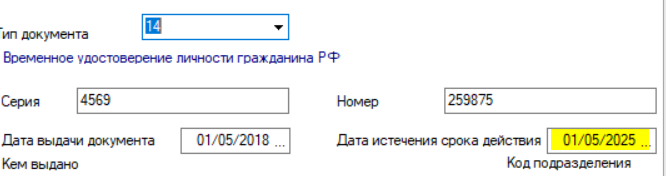 Тип документа 14
Временное удостоверение личности гражданина РФ
Серия 4569 Номер 259875
Дата выдачи документа 01/05/2018 ... Дата истечения срока действия 01/05/2025 ...
Кем выдано Код подразделения